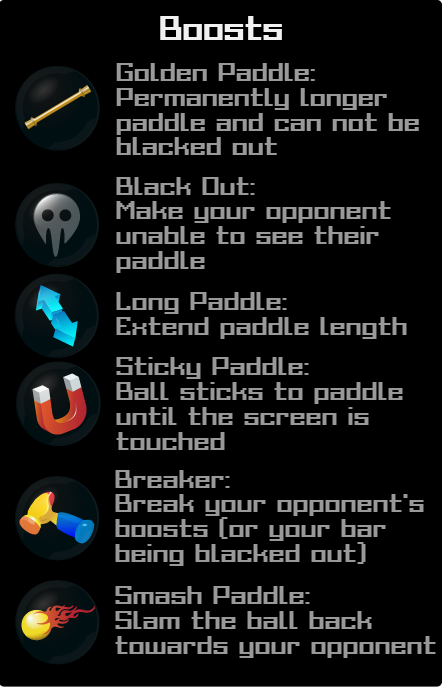 Boosts
Golden Paddle:
Permanently longer
paddle and can not be
blacked out
Black Out:
Make your opponent
unable to see their
paddle
Long Paddle:
Extend paddle length
Sticky Paddle:
Ball sticks to paddle
until the screen is
touched
Breaker:
Break your opponent's
boosts (or your bar
being blacked out)
Smash Paddle:
Slam the ball back
towards your opponent